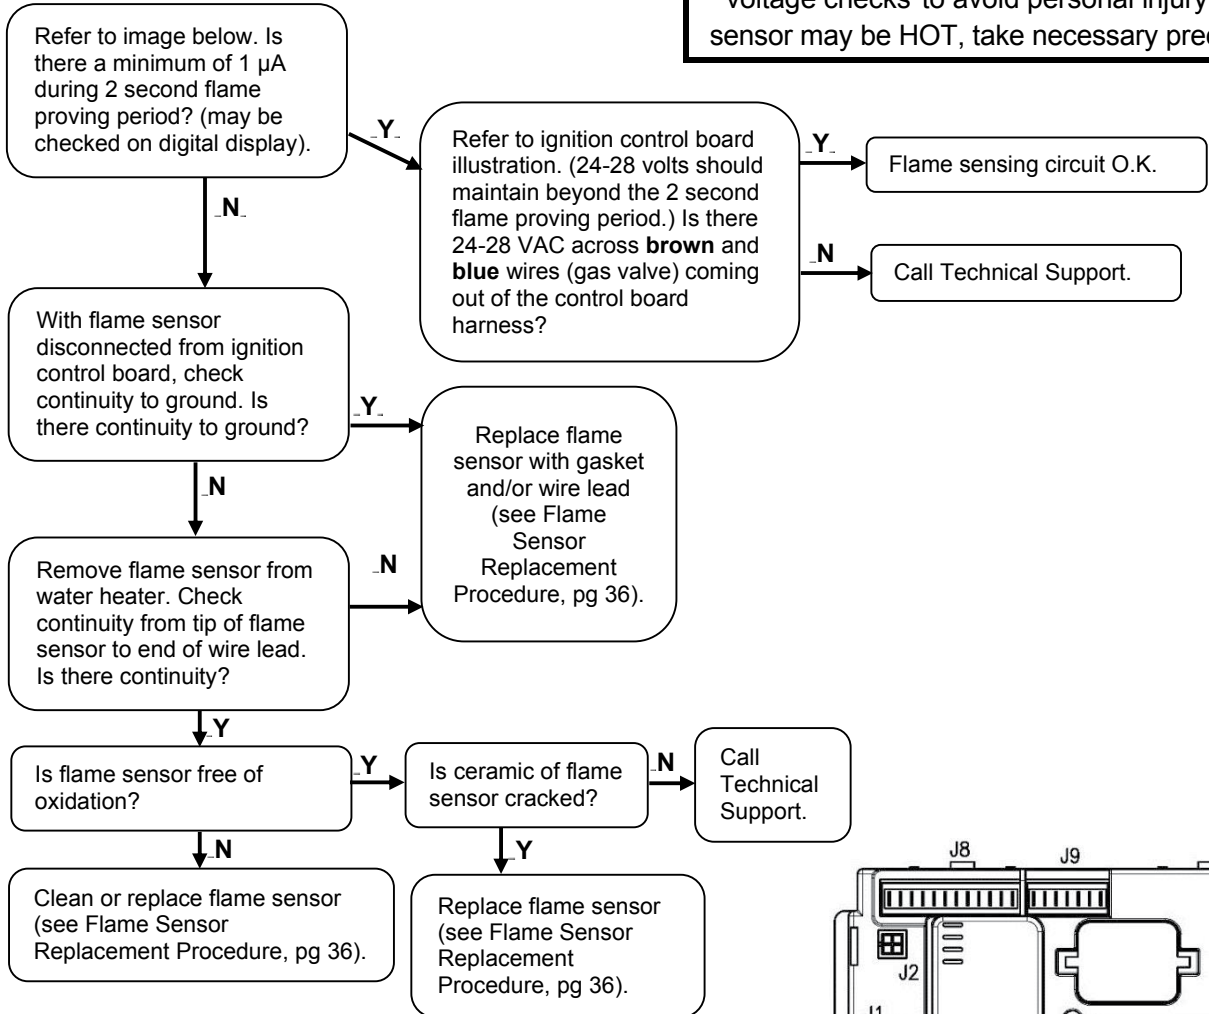 voltage checks to avoid personal injury
sensor may be HOT, take necessary prec
Refer to image below. Is
there a minimum of 1 µA
during 2 second flame
proving period? (may be
checked on digital display).
Y
Refer to ignition control board
illustration. (24-28 volts should
maintain beyond the 2 second
flame proving period.) Is there
24-28 VAC across brown and
blue wires (gas valve) coming
out of the control board
harness?
Y
Flame sensing circuit O.K.
N
Call Technical Support.
N
With flame sensor
disconnected from ignition
control board, check
continuity to ground. Is
there continuity to ground?
Y
Replace flame
sensor with gasket
and/or wire lead
(see Flame
Sensor
Replacement
Procedure, pg 36).
N
Remove flame sensor from
water heater. Check
continuity from tip of flame
sensor to end of wire lead.
Is there continuity?
N
Y
Is flame sensor free of
oxidation?
Y
Is ceramic of flame
sensor cracked?
N
Call
Technical
Support.
N
Clean or replace flame sensor
(see Flame Sensor
Replacement Procedure, pg 36).
Y
Replace flame sensor
(see Flame Sensor
Replacement
Procedure, pg 36).
J8
J9
J2
J1